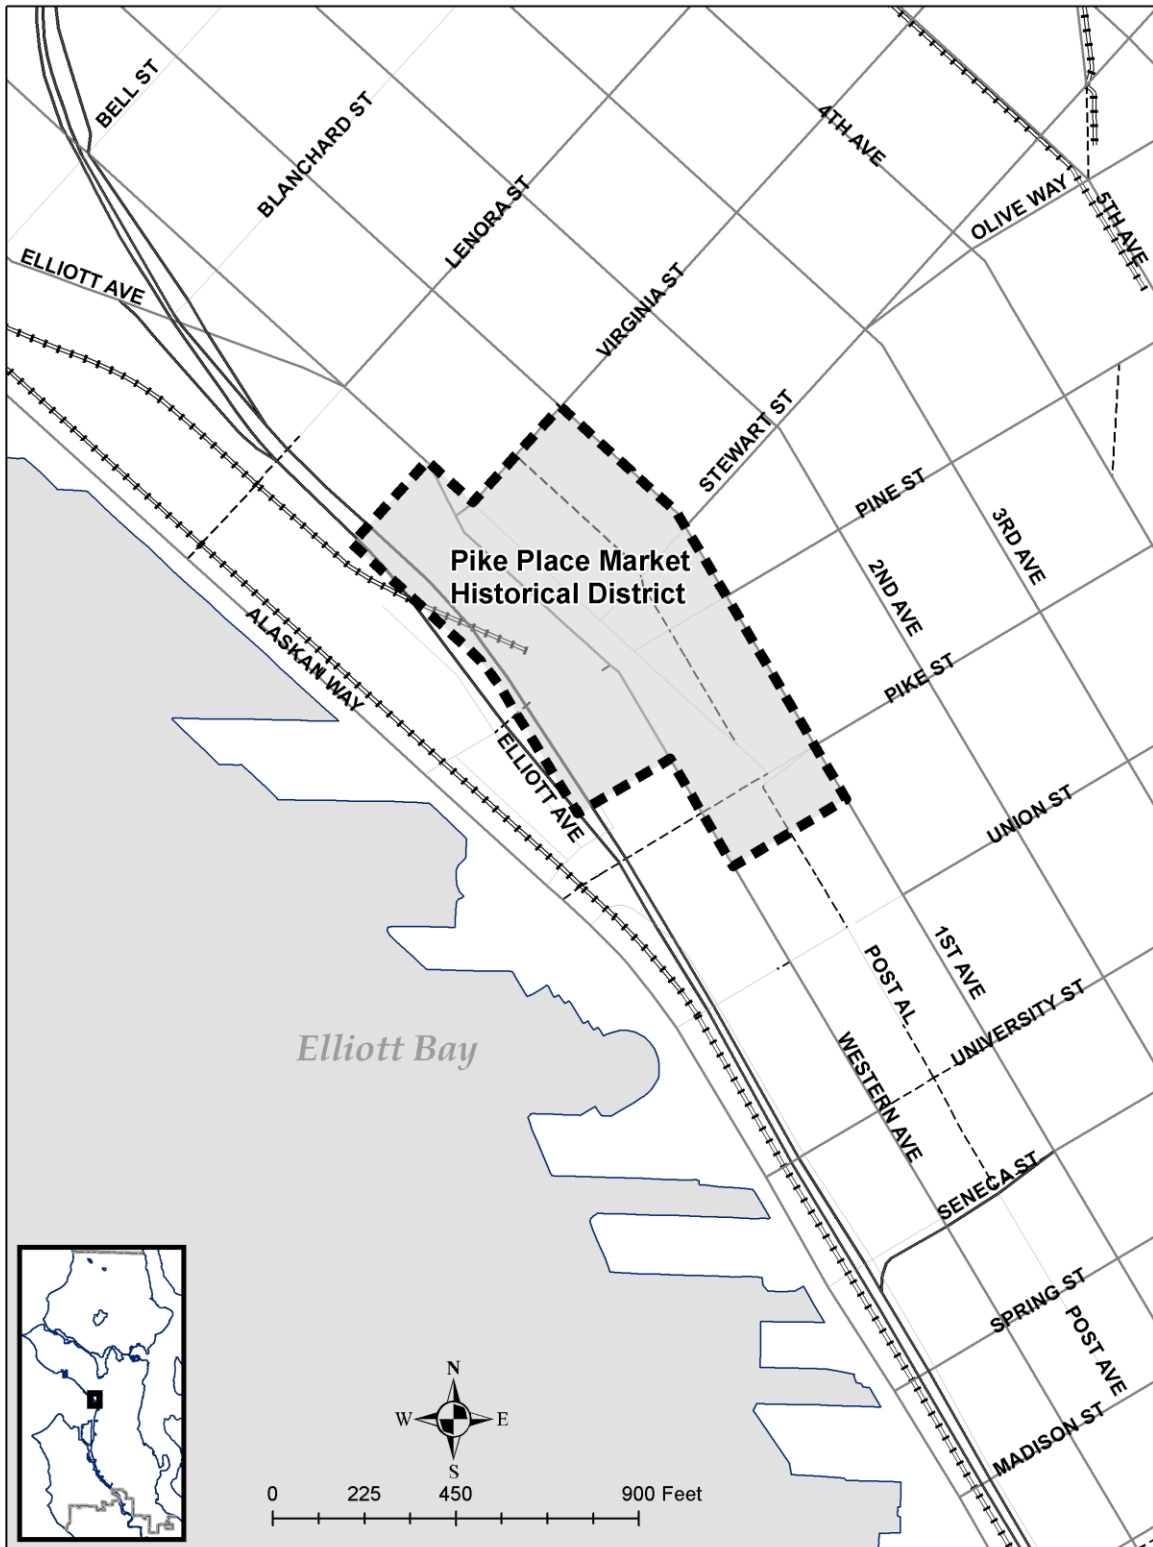 BELL ST
BLANCHARD ST
4TH AVE
LENORA ST
OLIVE WAY
5TH AVE
ELLIOTT AVE
VIRGINIA ST
STEWART ST
PINE ST
3RD AVE
Pike Place Market
Historical District
2ND AVE
ALASKAN WAY
PIKE ST
ELLIOTT AVE
UNION ST
POST AL
1ST AVE
Elliott Bay
UNIVERSITY ST
WESTERN AVE
SENECA ST
SPRING ST
POST AVE
MADISON ST
N
W E
S
0 225 450 900 Feet